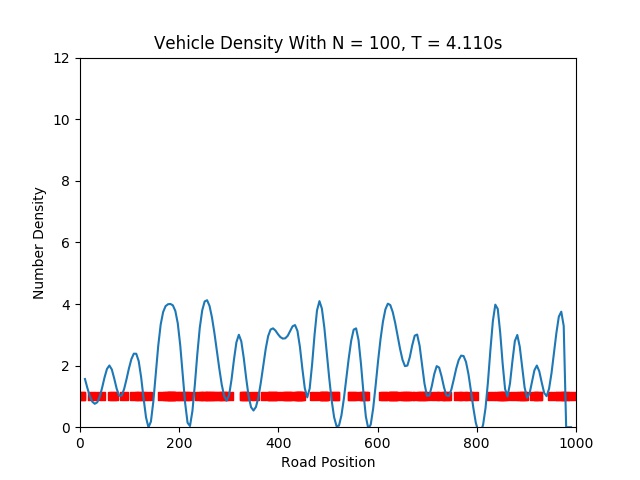 Vehicle Density With N = 100, T = 4.110s
12
10
8
6
4
2
0
Number Density
0 200 400 600 800 1000
Road Position